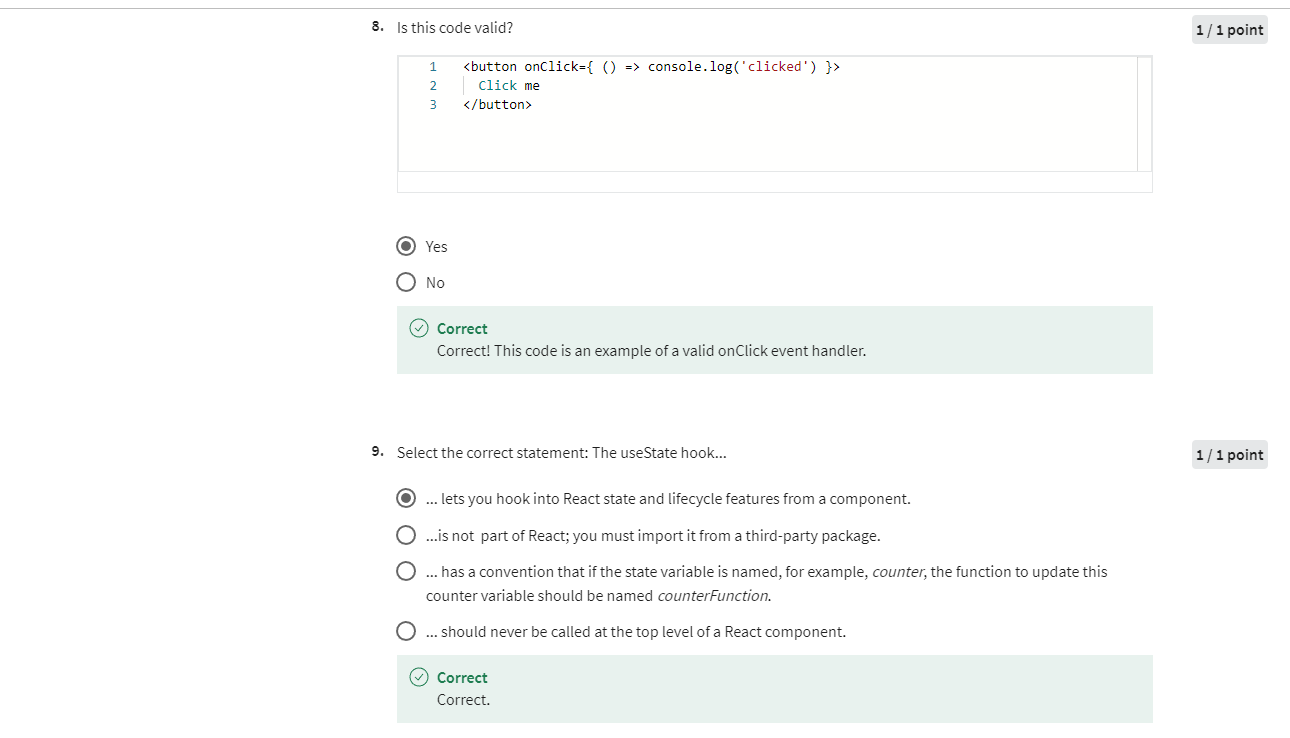 8. Is this code valid?
1 / 1 point
1 <button onClick={ () => console.log('clicked') }>
2 Click me
3 </button>
Yes
No
Correct
Correct! This code is an example of a valid onClick event handler.
9. Select the correct statement: The useState hook...
1 / 1 point
... lets you hook into React state and lifecycle features from a component.
...is not part of React; you must import it from a third-party package.
... has a convention that if the state variable is named, for example, counter, the function to update this
counter variable should be named counterFunction.
... should never be called at the top level of a React component.
Correct
Correct.